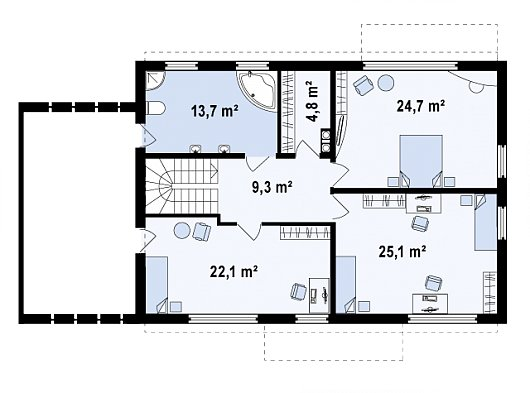 13,7 m²
4,8 m²
24,7 m²
9,3 m²
22,1 m²
25,1 m²